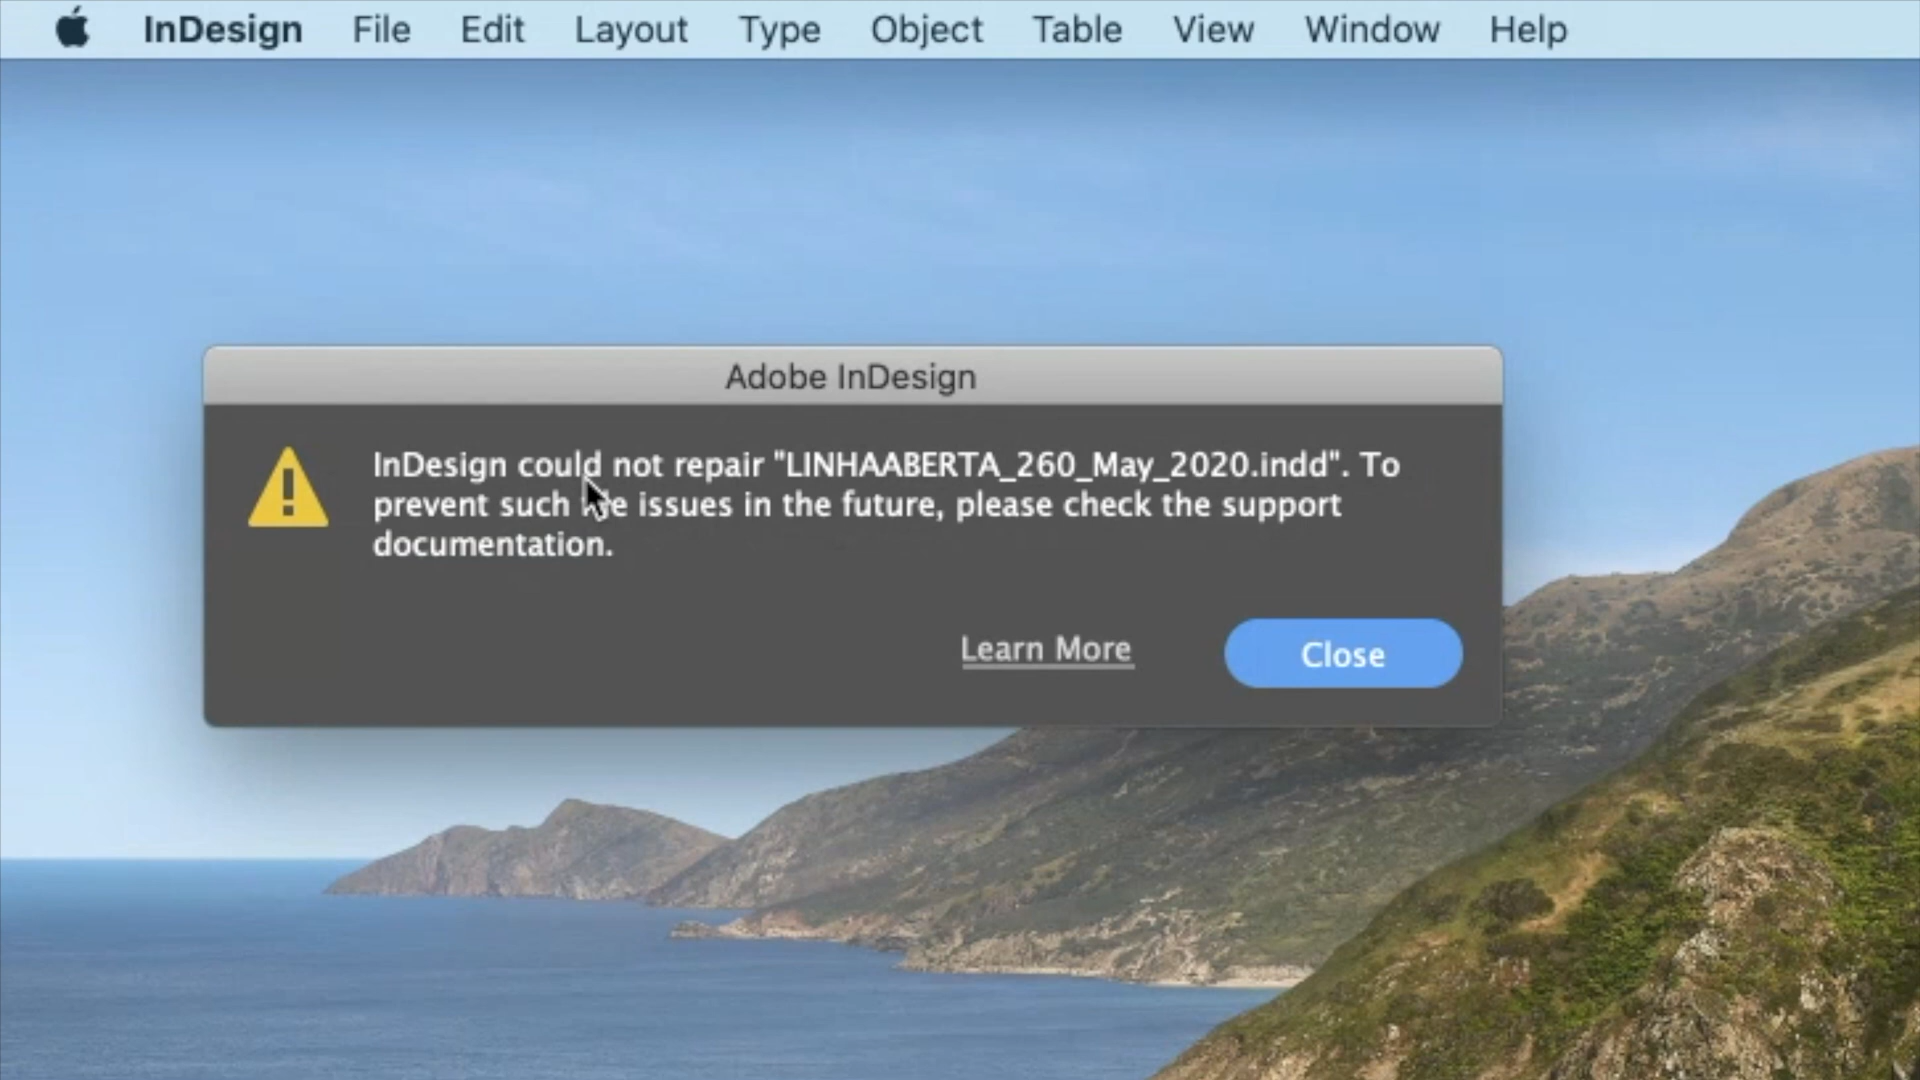 InDesign File Edit Layout Type Object Table View Window Help
Adobe InDesign
InDesign could not repair "LINHAABERTA_260_May_2020.indd". To
prevent such issues in the future, please check the support
documentation.
Learn More Close